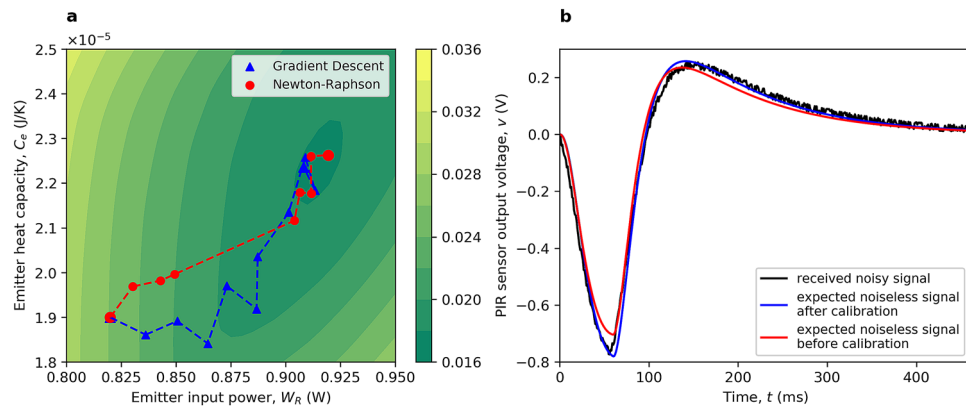 a
×10⁻⁵
2.5
2.4
2.3
2.2
2.1
2.0
1.9
1.8
Emitter heat capacity, Cₑ (J/K)
Gradient Descent
Newton-Raphson
0.800 0.825 0.850 0.875 0.900 0.925 0.950
Emitter input power, W_R (W)
0.036
0.032
0.028
0.024
0.020
0.016
b
0.2
0.0
−0.2
−0.4
−0.6
−0.8
PIR sensor output voltage, v (V)
received noisy signal
expected noiseless signal
after calibration
expected noiseless signal
before calibration
0 100 200 300 400
Time, t (ms)